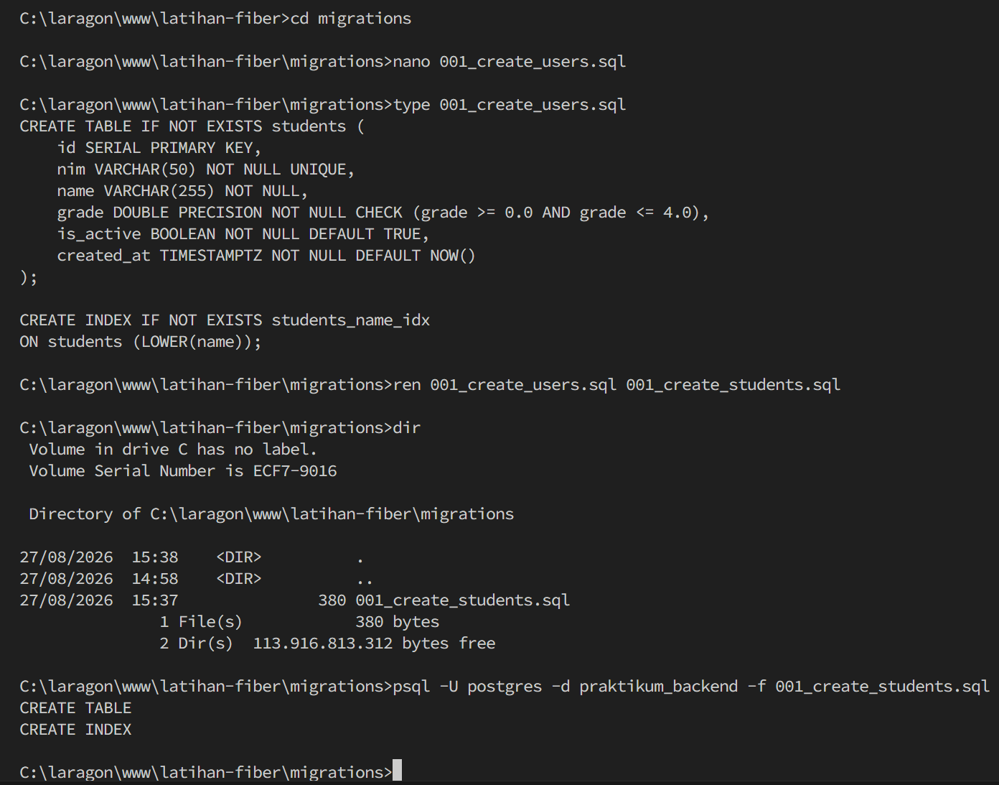 C:\laragon\www\latihan-fiber>cd migrations
C:\laragon\www\latihan-fiber\migrations>nano 001_create_users.sql
C:\laragon\www\latihan-fiber\migrations>type 001_create_users.sql
CREATE TABLE IF NOT EXISTS students (
    id SERIAL PRIMARY KEY,
    nim VARCHAR(50) NOT NULL UNIQUE,
    name VARCHAR(255) NOT NULL,
    grade DOUBLE PRECISION NOT NULL CHECK (grade >= 0.0 AND grade <= 4.0),
    is_active BOOLEAN NOT NULL DEFAULT TRUE,
    created_at TIMESTAMPTZ NOT NULL DEFAULT NOW()
);
CREATE INDEX IF NOT EXISTS students_name_idx
ON students (LOWER(name));
C:\laragon\www\latihan-fiber\migrations>ren 001_create_users.sql 001_create_students.sql
C:\laragon\www\latihan-fiber\migrations>dir
 Volume in drive C has no label.
 Volume Serial Number is ECF7-9016
 Directory of C:\laragon\www\latihan-fiber\migrations
27/08/2026  15:38    <DIR>          .
27/08/2026  14:58    <DIR>          ..
27/08/2026  15:37               380 001_create_students.sql
               1 File(s)            380 bytes
               2 Dir(s)  113.916.813.312 bytes free
C:\laragon\www\latihan-fiber\migrations>psql -U postgres -d praktikum_backend -f 001_create_students.sql
CREATE TABLE
CREATE INDEX
C:\laragon\www\latihan-fiber\migrations>